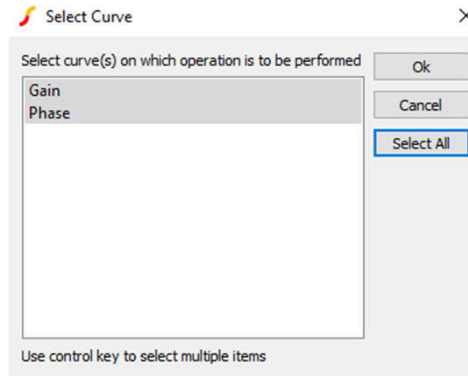 Select Curve
Select curve(s) on which operation is to be performed
Ok
Gain
Phase
Cancel
Select All
Use control key to select multiple items